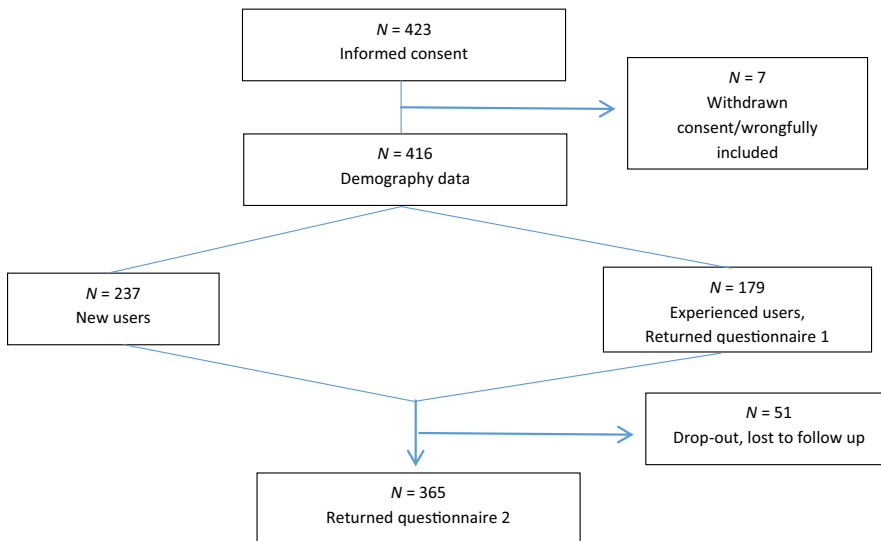 N = 423
Informed consent
N = 7
Withdrawn
consent/wrongfully
included
N = 416
Demography data
N = 237
New users
N = 179
Experienced users,
Returned questionnaire 1
N = 51
Drop-out, lost to follow up
N = 365
Returned questionnaire 2